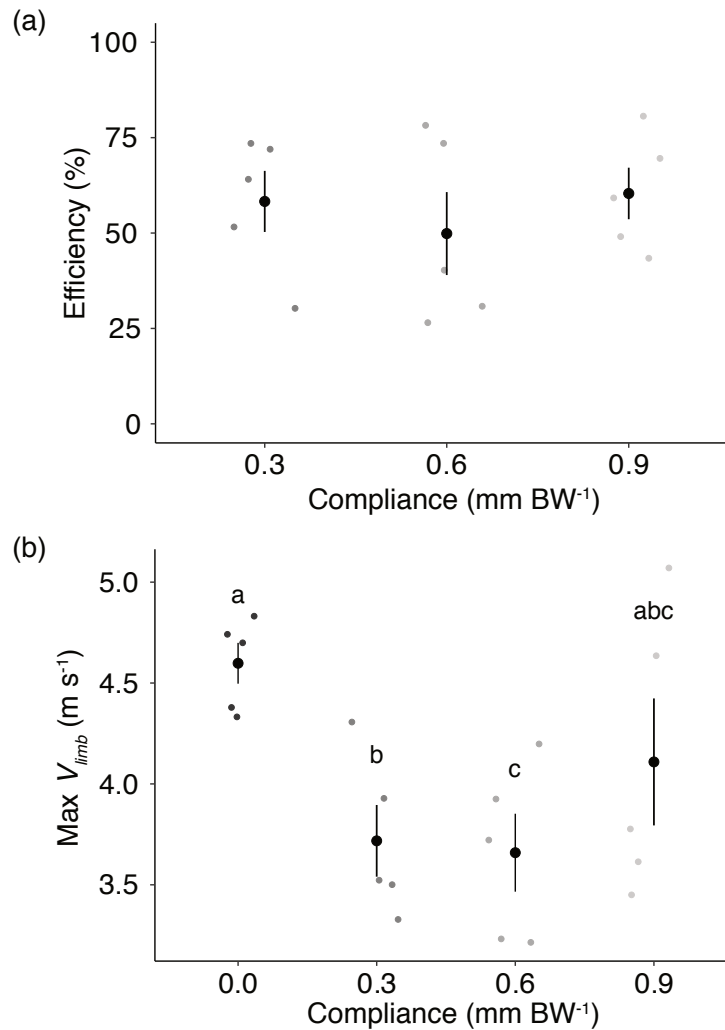 (a)
100
75
50
25
0
Efficiency (%)
0.3 0.6 0.9
Compliance (mm BW⁻¹)
(b)
5.0
4.5
4.0
3.5
Max V_limb (m s⁻¹)
a
b
c
abc
0.0 0.3 0.6 0.9
Compliance (mm BW⁻¹)